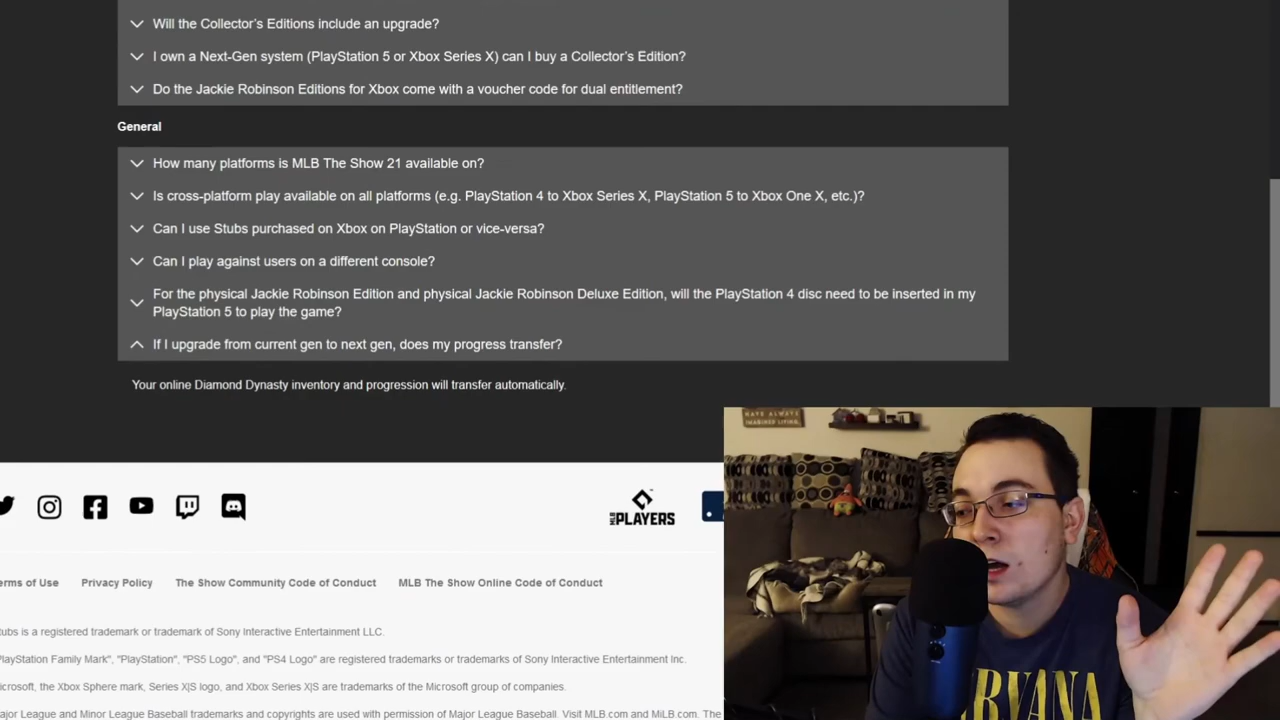 Will the Collector's Editions include an upgrade?
I own a Next-Gen system (PlayStation 5 or Xbox Series X) can I buy a Collector's Edition?
Do the Jackie Robinson Editions for Xbox come with a voucher code for dual entitlement?
General
How many platforms is MLB The Show 21 available on?
Is cross-platform play available on all platforms (e.g. PlayStation 4 to Xbox Series X, PlayStation 5 to Xbox One X, etc.)?
Can I use Stubs purchased on Xbox on PlayStation or vice-versa?
Can I play against users on a different console?
For the physical Jackie Robinson Edition and physical Jackie Robinson Deluxe Edition, will the PlayStation 4 disc need to be inserted in my
PlayStation 5 to play the game?
If I upgrade from current gen to next gen, does my progress transfer?
Your online Diamond Dynasty inventory and progression will transfer automatically.
MLB PLAYERS
erms of Use Privacy Policy The Show Community Code of Conduct MLB The Show Online Code of Conduct
tubs is a registered trademark or trademark of Sony Interactive Entertainment LLC.
PlayStation Family Mark", "PlayStation", "PS5 Logo", and "PS4 Logo" are registered trademarks or trademarks of Sony Interactive Entertainment Inc.
icrosoft, the Xbox Sphere mark, Series X|S logo, and Xbox Series X|S are trademarks of the Microsoft group of companies.
ajor League and Minor League Baseball trademarks and copyrights are used with permission of Major League Baseball. Visit MLB.com and MiLB.com. The
RVANA